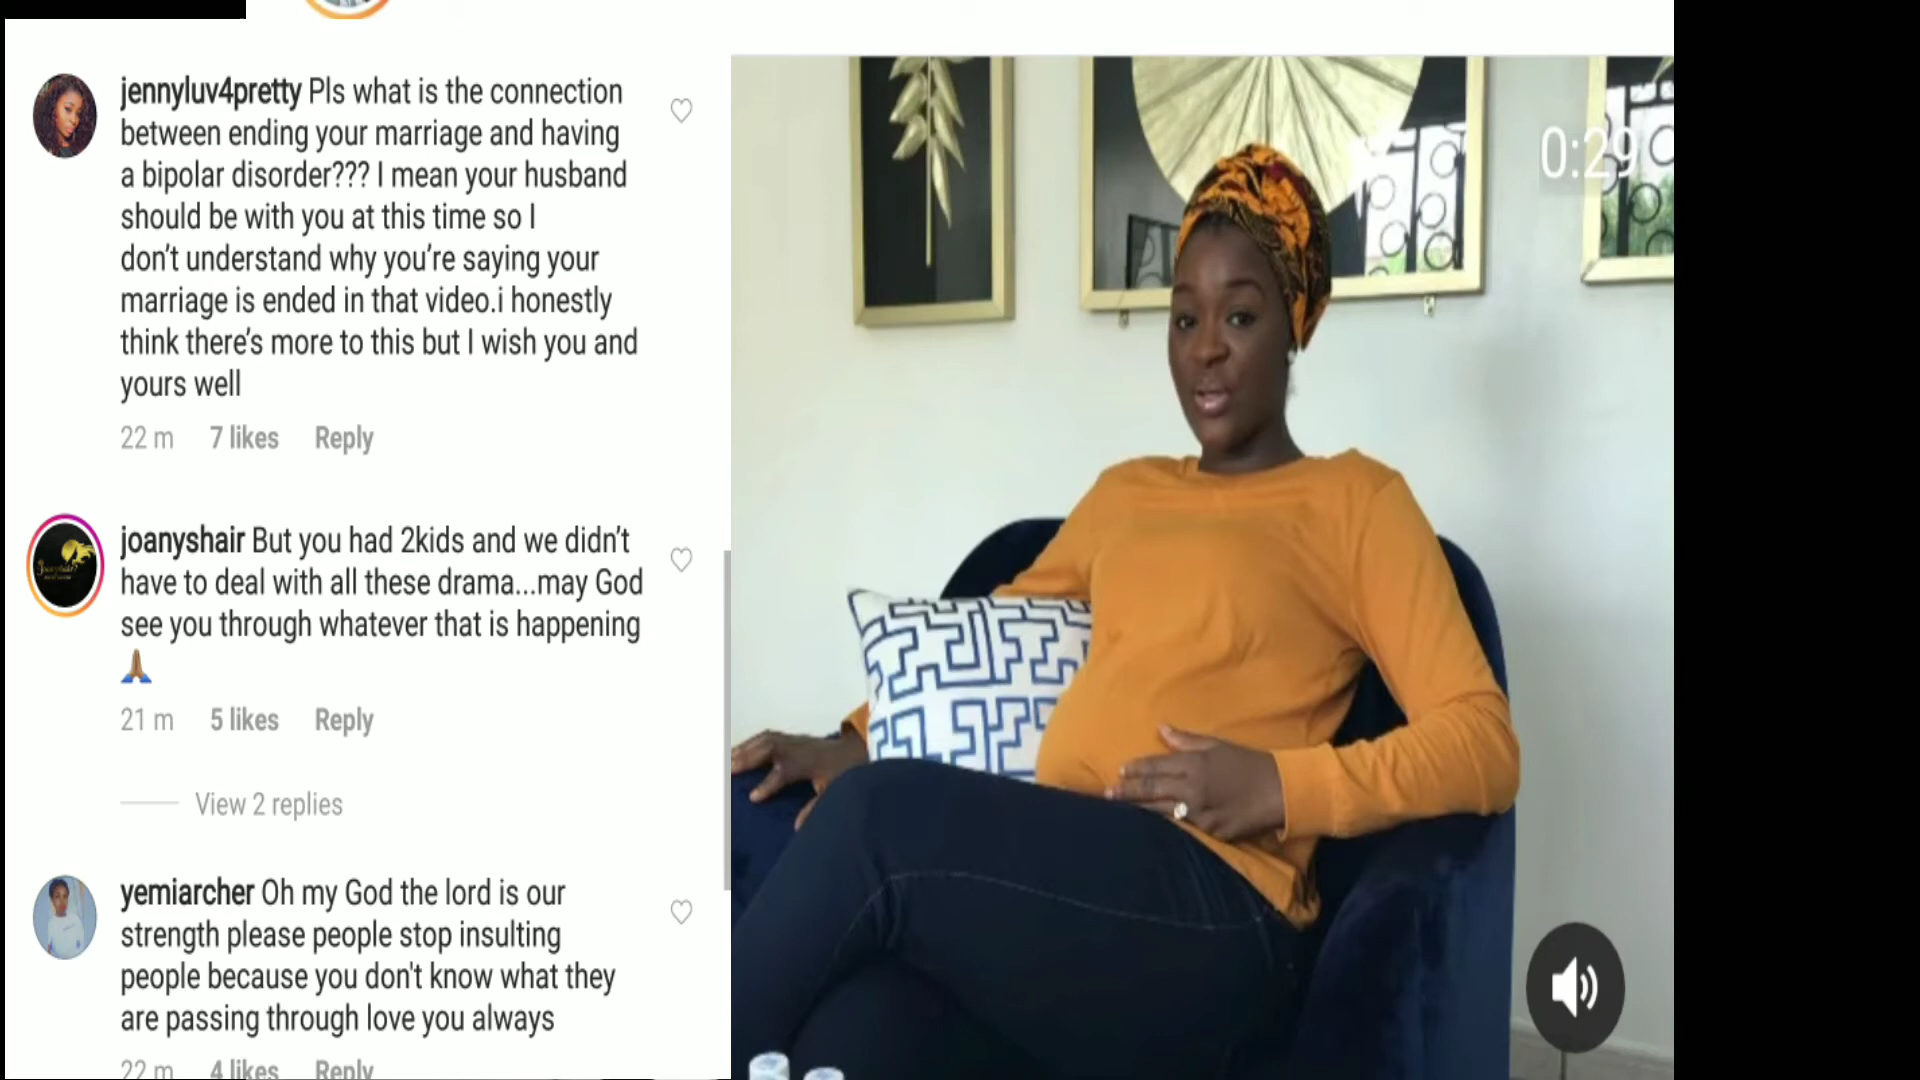 jennyluv4pretty Pls what is the connection
between ending your marriage and having
a bipolar disorder??? I mean your husband
should be with you at this time so I
don’t understand why you’re saying your
marriage is ended in that video.i honestly
think there’s more to this but I wish you and
yours well
22 m 7 likes Reply
joanyshair But you had 2kids and we didn’t
have to deal with all these drama...may God
see you through whatever that is happening
🙏🏾
21 m 5 likes Reply
View 2 replies
yemiarcher Oh my God the lord is our
strength please people stop insulting
people because you don't know what they
are passing through love you always
22 m 4 likes Reply
0:29